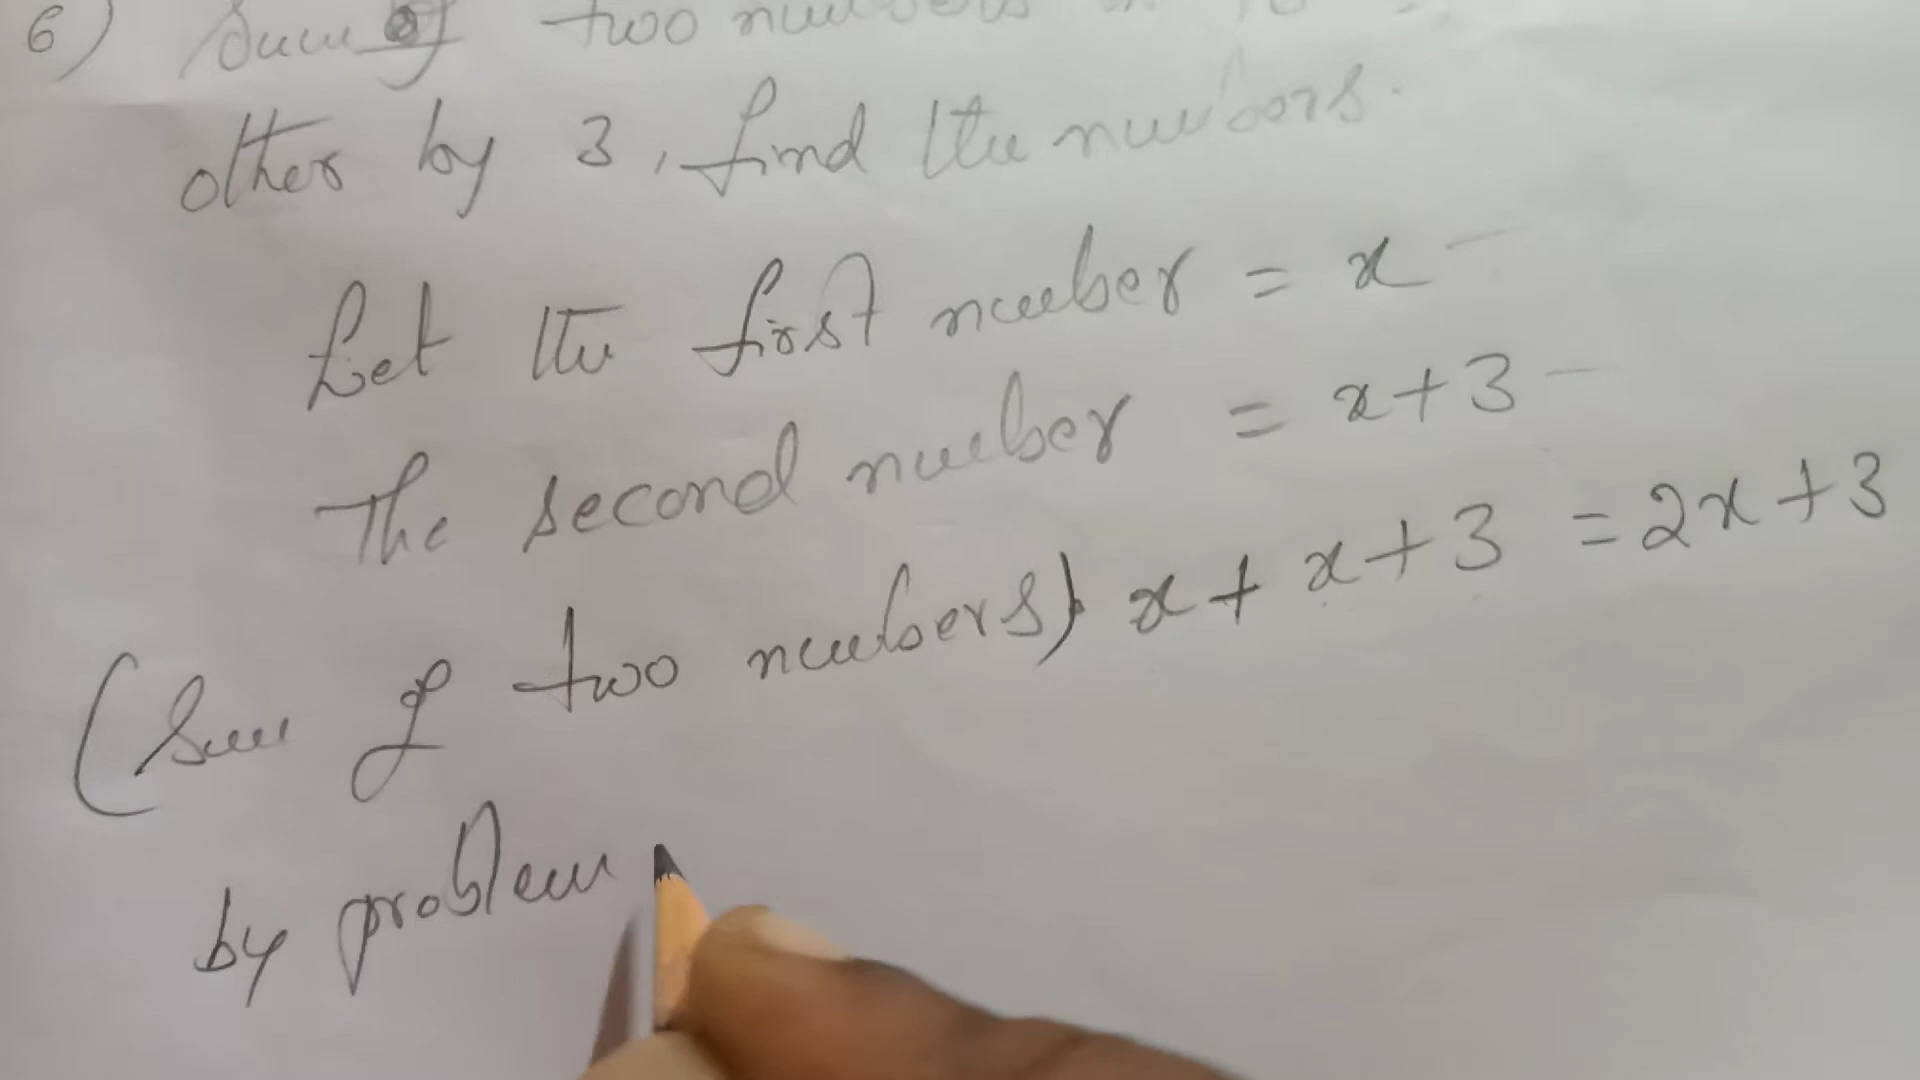 6) Sum of two numbers
other by 3, find the numbers.
Let the first number = x
The second number = x+3
(Sum of two numbers) x + x + 3 = 2x + 3
by problem